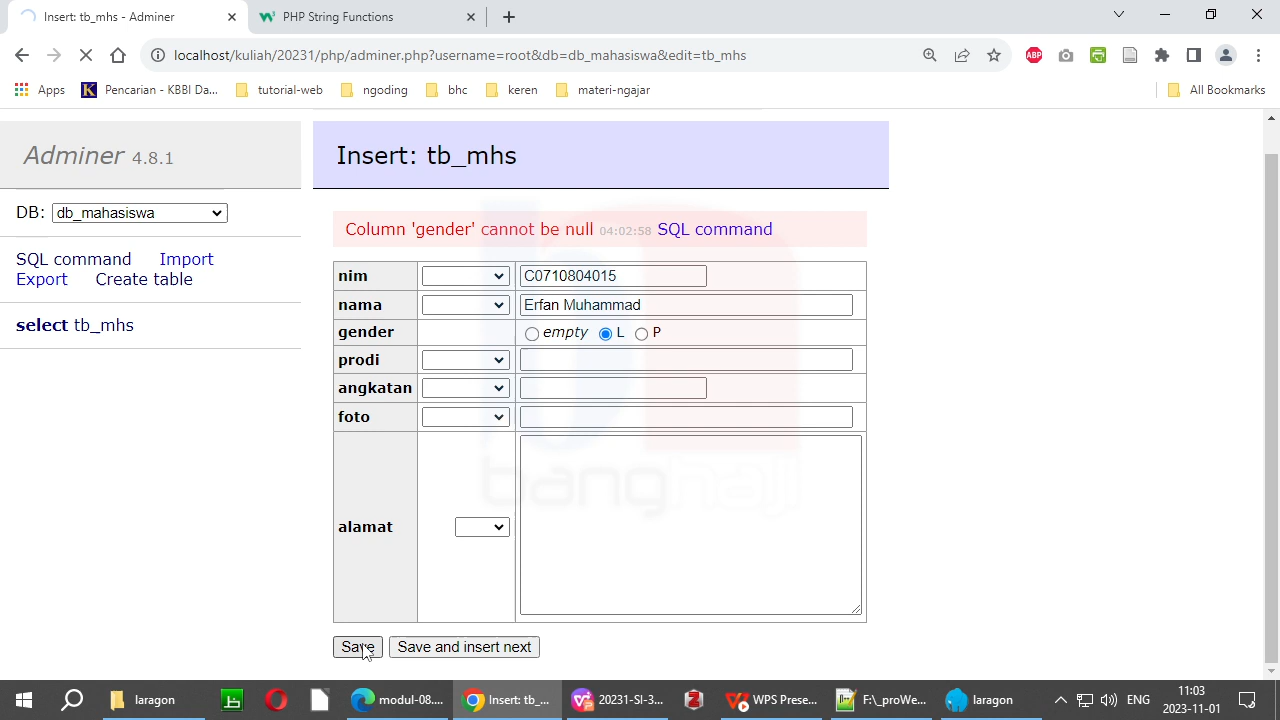 Insert: tb_mhs - Adminer
PHP String Functions
localhost/kuliah/20231/php/adminer.php?username=root&db=db_mahasiswa&edit=tb_mhs
ABP
Apps
Pencarian - KBBI Da...
tutorial-web
ngoding
bhc
keren
materi-ngajar
All Bookmarks
Adminer 4.8.1
Insert: tb_mhs
DB: db_mahasiswa
Column 'gender' cannot be null 04:02:58 SQL command
SQL command Import
Export Create table
select tb_mhs
nim C0710804015
nama Erfan Muhammad
gender empty L P
prodi
angkatan
foto
alamat
banghaji
Save Save and insert next
laragon
modul-08....
Insert: tb_...
20231-SI-3...
WPS Prese...
F:\_proWe...
laragon
ENG
11:03
2023-11-01